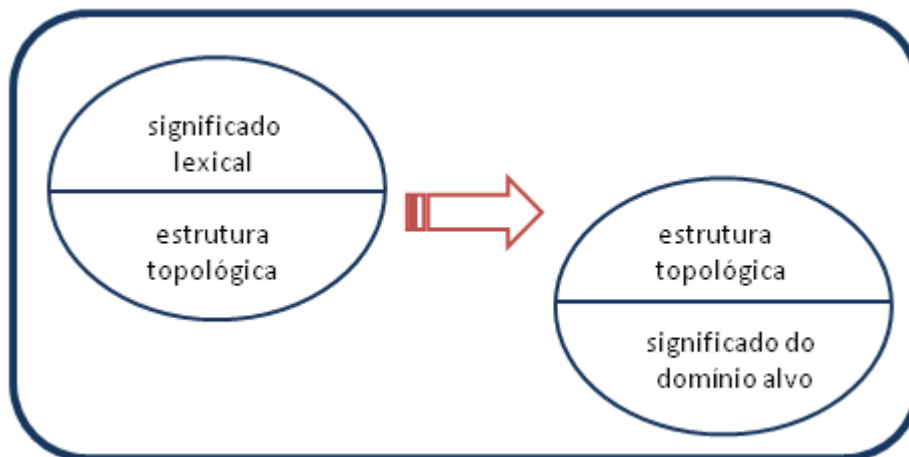 significado
lexical
estrutura
topológica
estrutura
topológica
significado do
domínio alvo